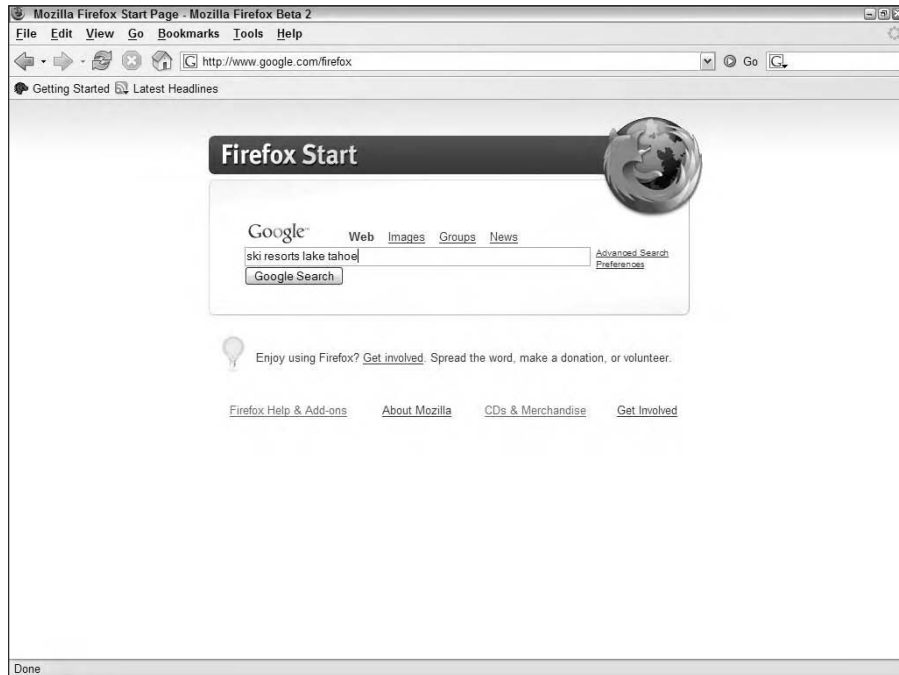 Mozilla Firefox Start Page - Mozilla Firefox Beta 2
File Edit View Go Bookmarks Tools Help
G http://www.google.com/firefox Go G
Getting Started Latest Headlines
Firefox Start
Google™ Web Images Groups News
ski resorts lake tahoe Advanced Search
Preferences
Google Search
Enjoy using Firefox? Get involved. Spread the word, make a donation, or volunteer.
Firefox Help & Add-ons About Mozilla CDs & Merchandise Get Involved
Done